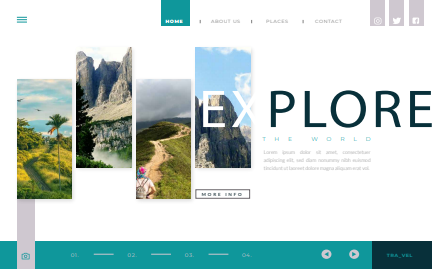 HOME
ABOUT US
PLACES
CONTACT
EXPLORE
THE WORLD
Lorem ipsum dolor sit amet, consectetuer
adipiscing elit, sed diam nonummy nibh euismod
tincidunt ut laoreet dolore magna aliquam erat vol
MORE INFO
01.
02.
03.
04.
TRA_VEL